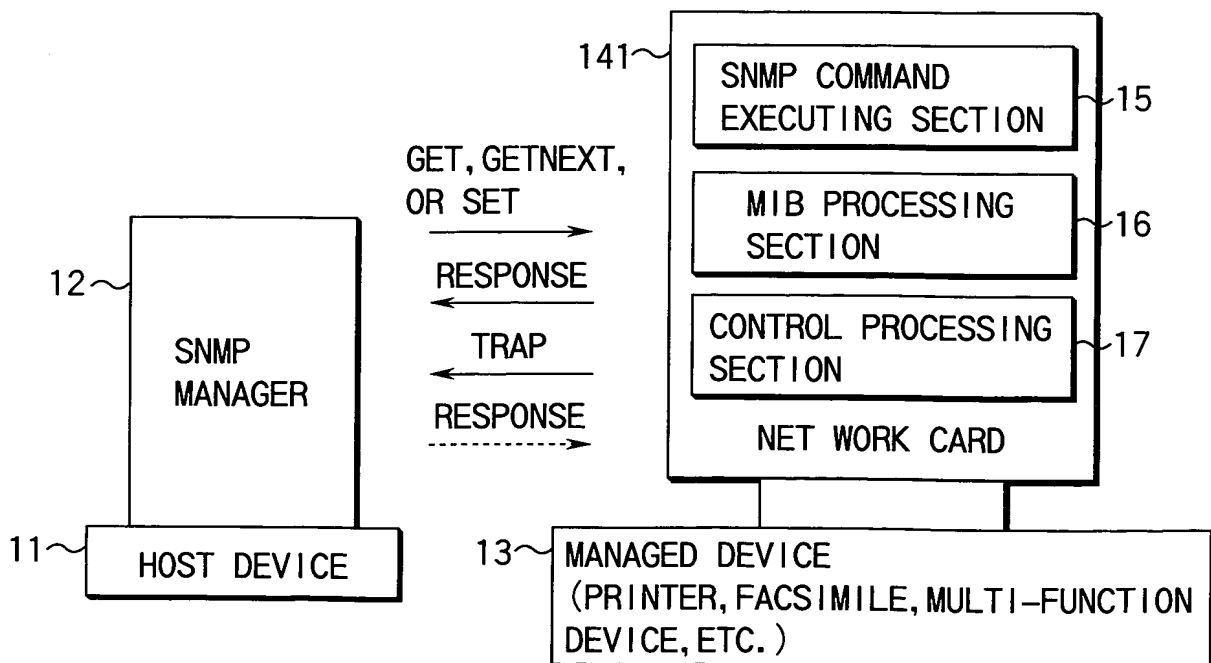 141
SNMP COMMAND
EXECUTING SECTION
15
GET, GETNEXT,
OR SET
MIB PROCESSING
SECTION
16
12
RESPONSE
CONTROL PROCESSING
SECTION
17
TRAP
SNMP
MANAGER
RESPONSE
NET WORK CARD
11
HOST DEVICE
13
MANAGED DEVICE
(PRINTER, FACSIMILE, MULTI-FUNCTION
DEVICE, ETC.)